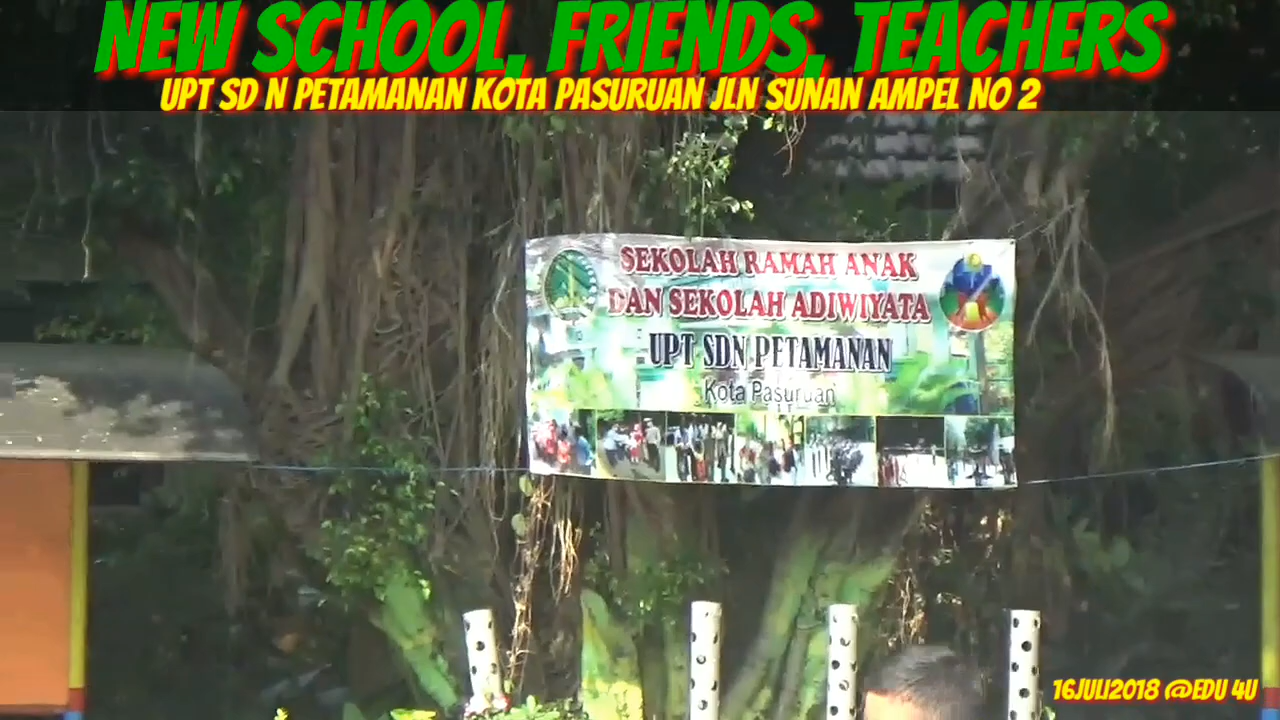 NEW SCHOOL, FRIENDS, TEACHERS
UPT SD N PETAMANAN KOTA PASURUAN JLN SUNAN AMPEL NO 2
SEKOLAH RAMAH ANAK
DAN SEKOLAH ADIWIYATA
UPT SDN PETAMANAN
Kota Pasuruan
16JULI2018 @EDU 4U